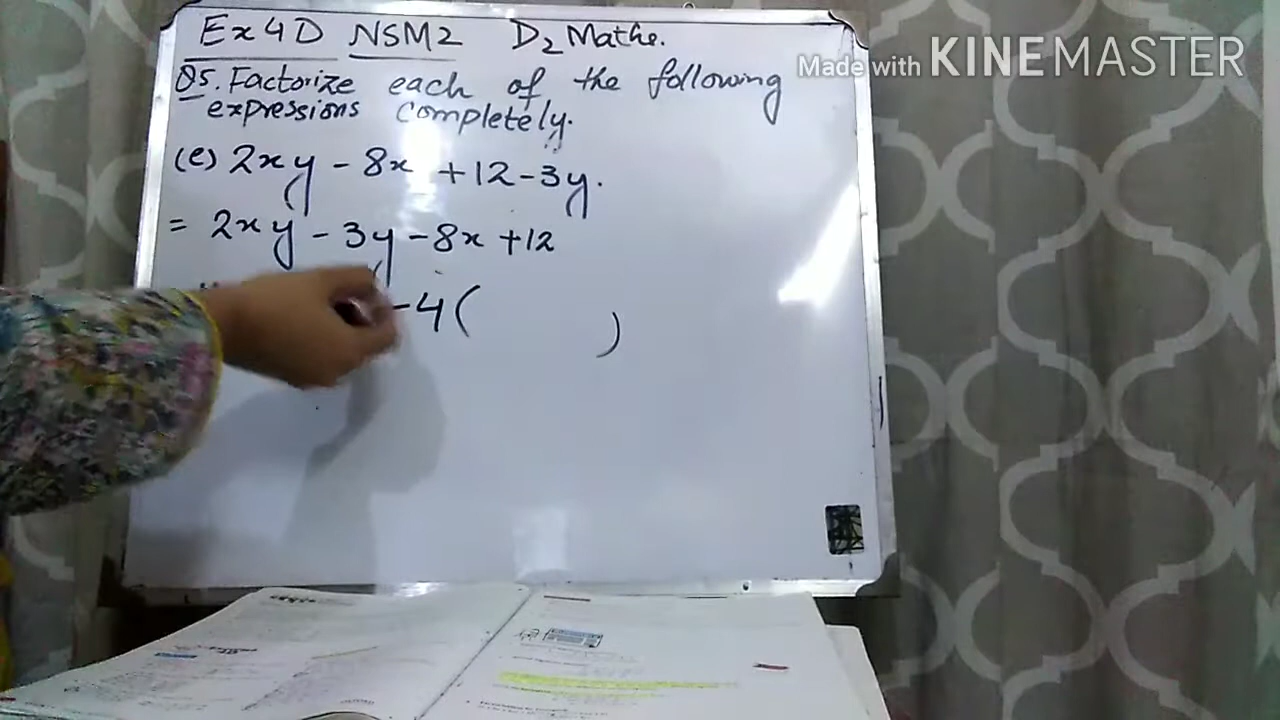 Ex 4D NSM2 D2 Maths.
Made with KINEMASTER
Q5. Factorize each of the following
expressions completely.
(e) 2xy - 8x + 12 - 3y.
= 2xy - 3y - 8x + 12
- 4 ( )